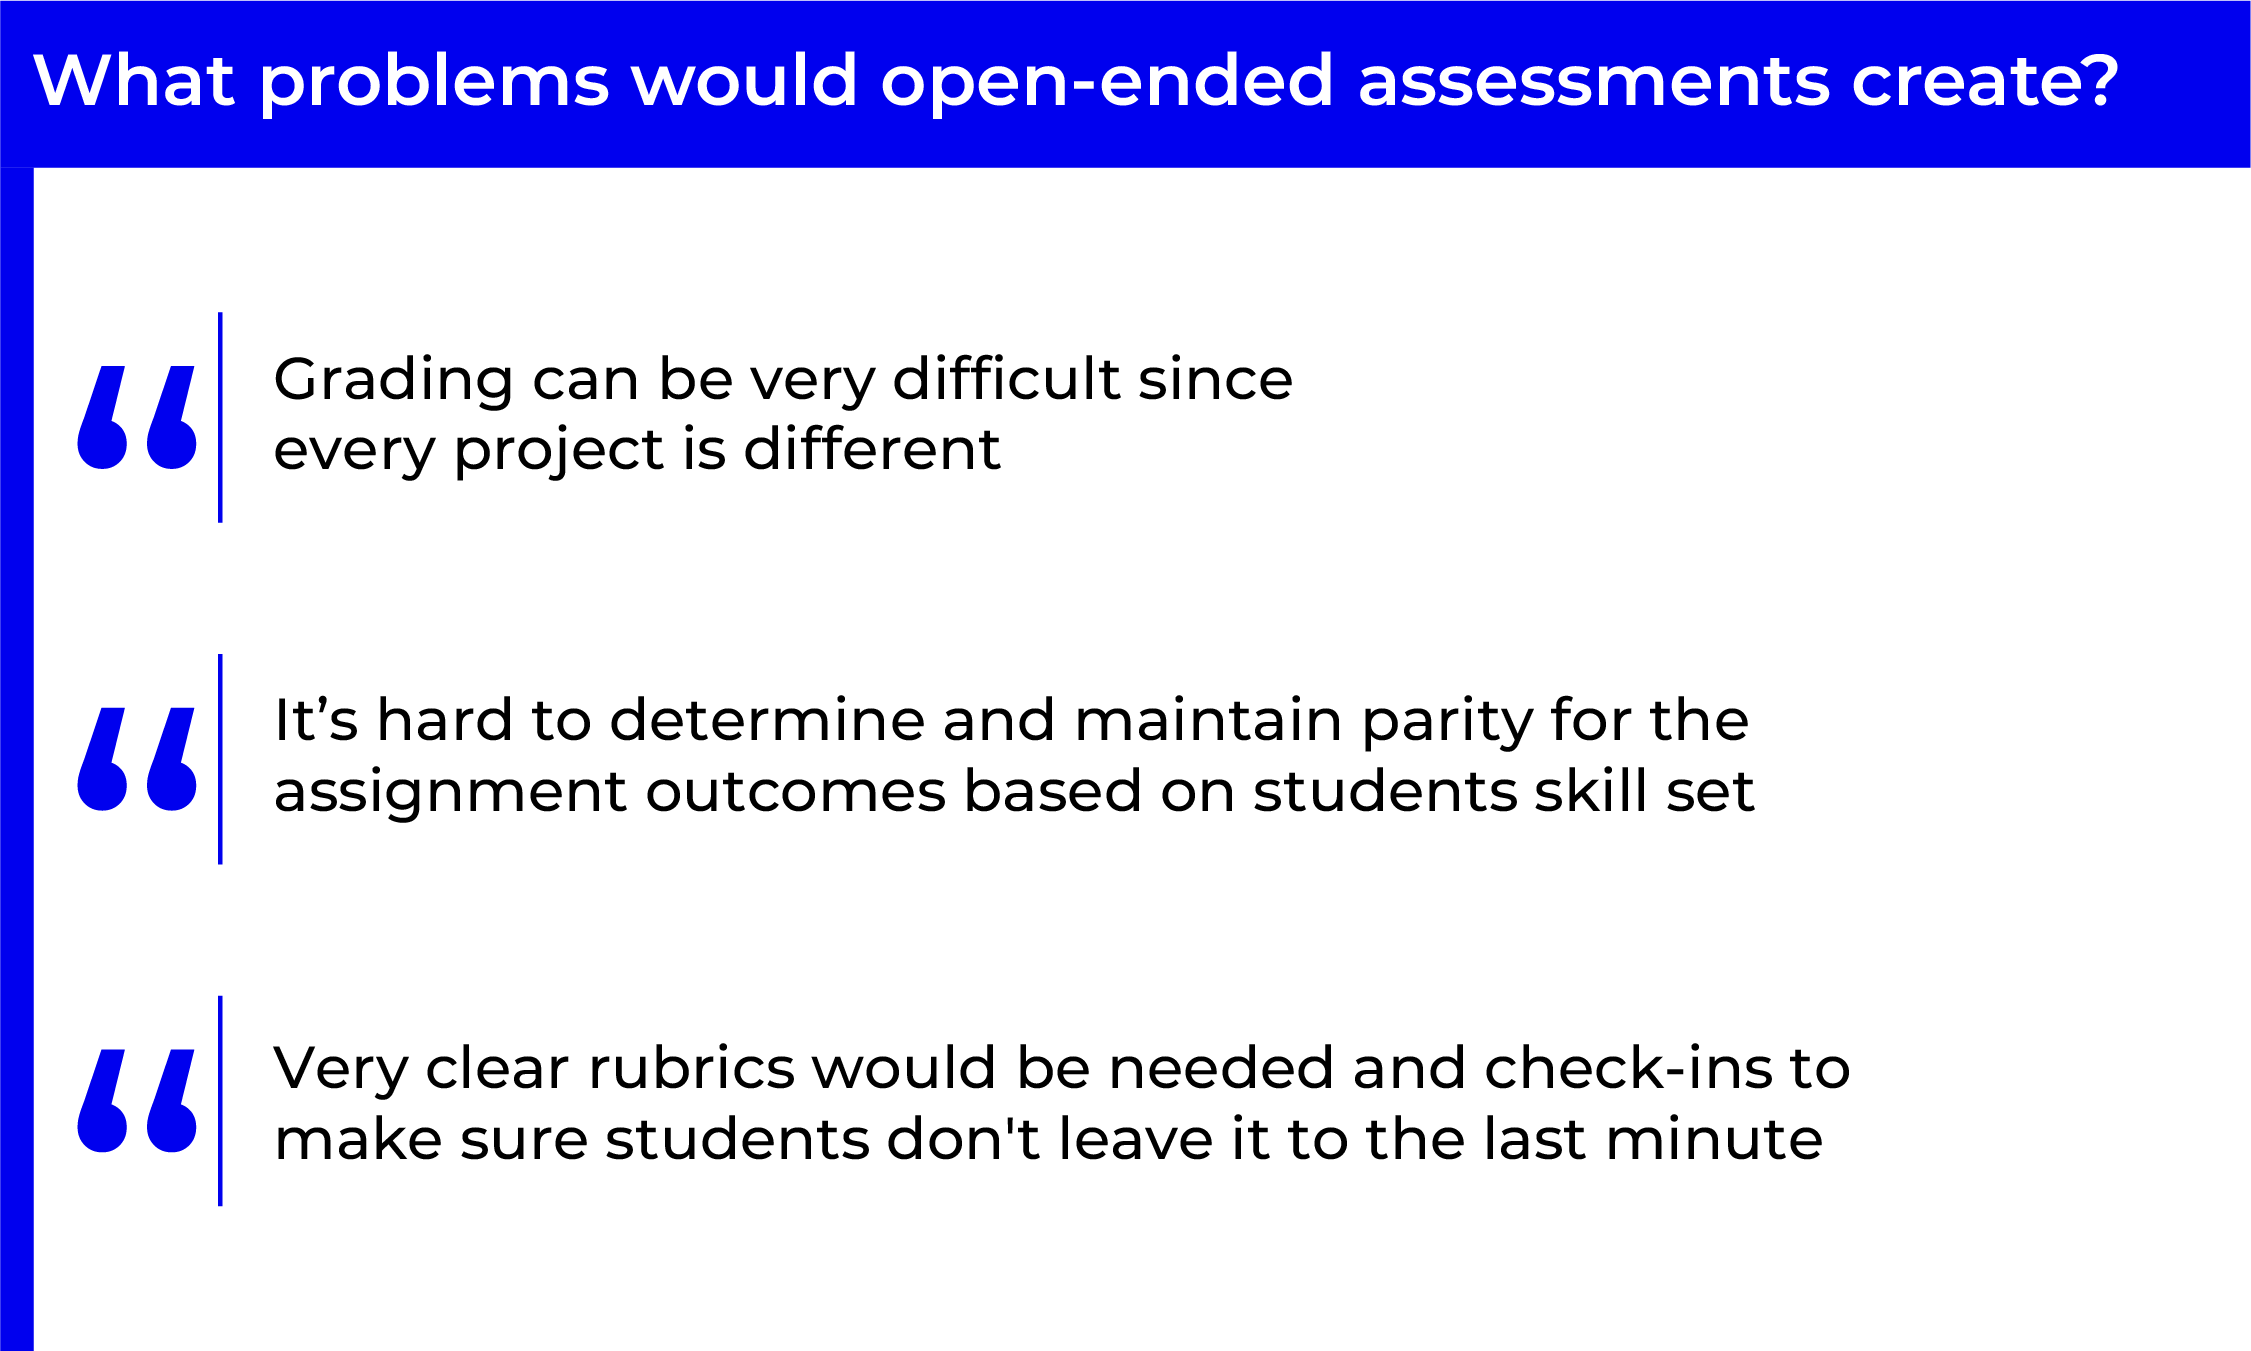 What problems would open-ended assessments create?
“
Grading can be very difficult since
every project is different
“
It’s hard to determine and maintain parity for the
assignment outcomes based on students skill set
“
Very clear rubrics would be needed and check-ins to
make sure students don't leave it to the last minute